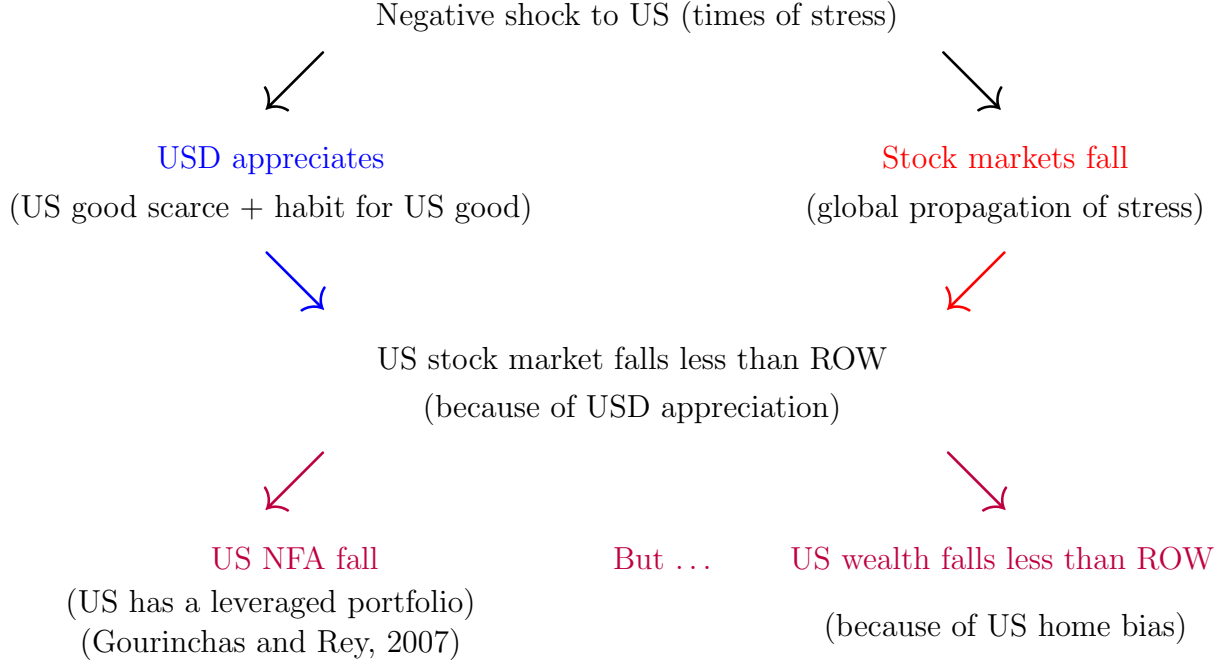 Negative shock to US (times of stress)
USD appreciates
(US good scarce + habit for US good)
Stock markets fall
(global propagation of stress)
US stock market falls less than ROW
(because of USD appreciation)
US NFA fall
(US has a leveraged portfolio)
(Gourinchas and Rey, 2007)
But …
US wealth falls less than ROW
(because of US home bias)